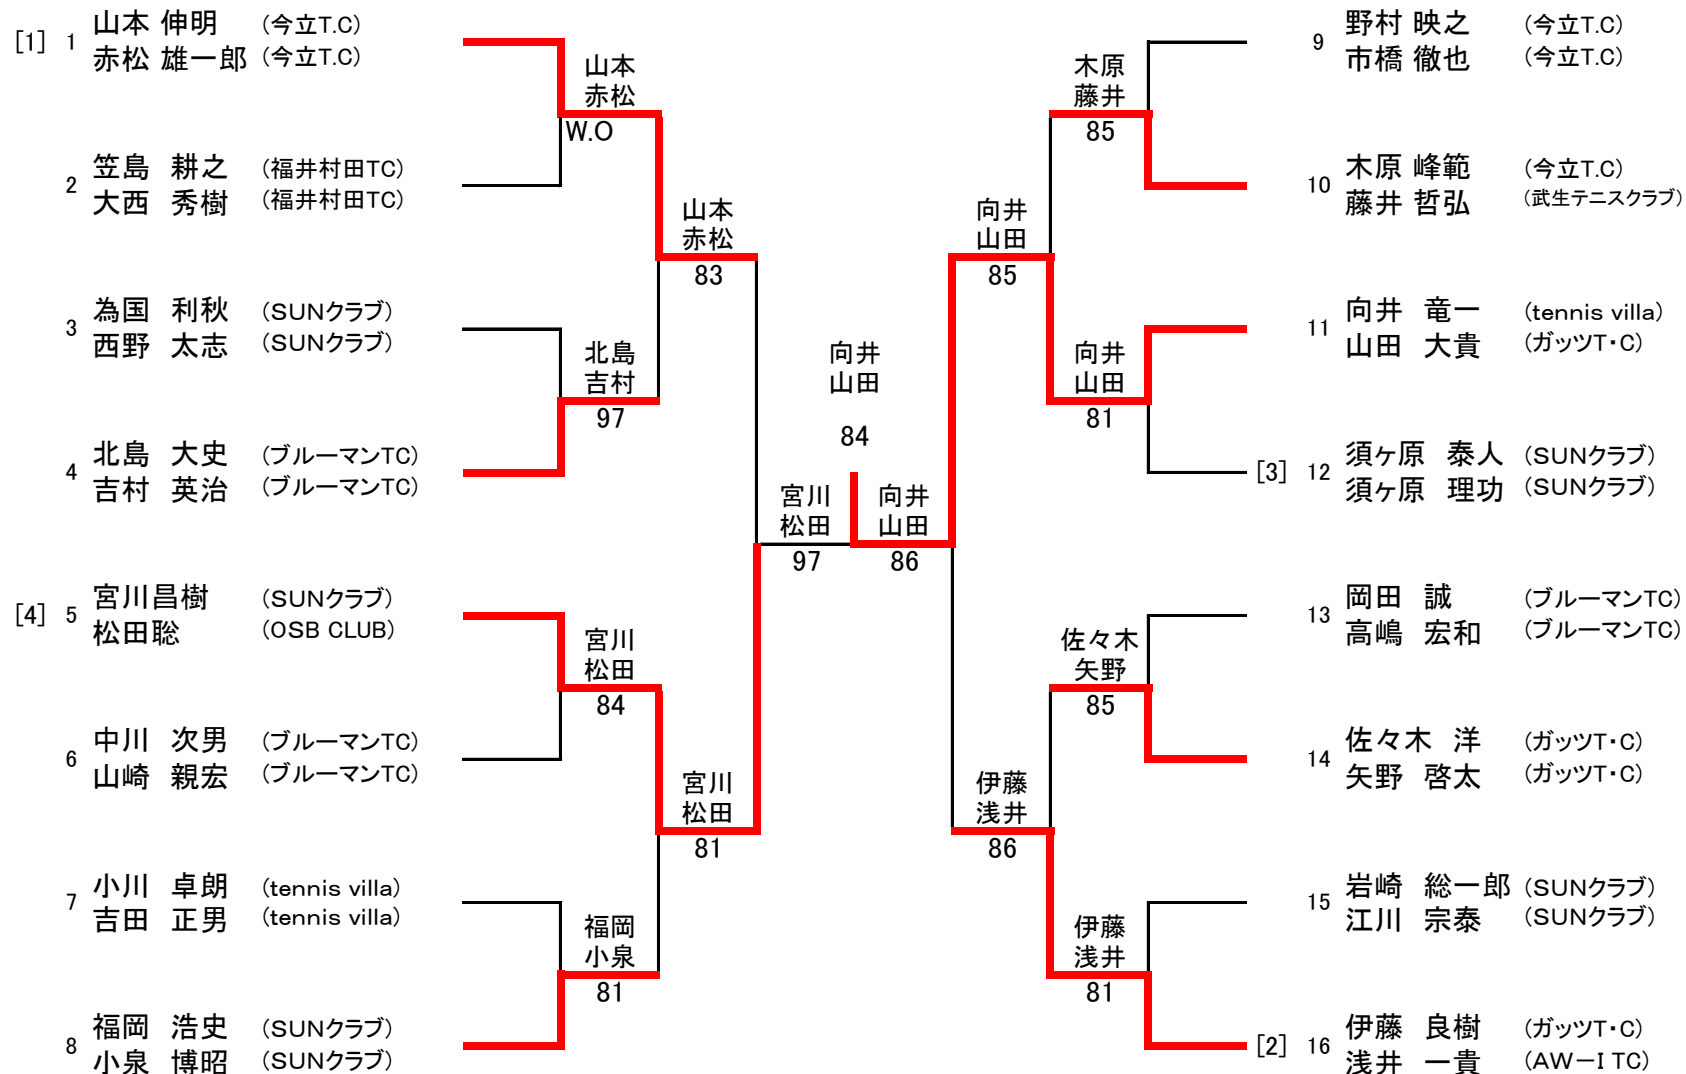 [1] 1 山本 伸明 (今立T.C)
赤松 雄一郎 (今立T.C)
2 笠島 耕之 (福井村田TC)
大西 秀樹 (福井村田TC)
3 為国 利秋 (SUNクラブ)
西野 太志 (SUNクラブ)
4 北島 大史 (ブルーマンTC)
吉村 英治 (ブルーマンTC)
[4] 5 宮川昌樹 (SUNクラブ)
松田聡 (OSB CLUB)
6 中川 次男 (ブルーマンTC)
山崎 親宏 (ブルーマンTC)
7 小川 卓朗 (tennis villa)
吉田 正男 (tennis villa)
8 福岡 浩史 (SUNクラブ)
小泉 博昭 (SUNクラブ)
山本
赤松
W.O
北島
吉村
97
宮川
松田
84
福岡
小泉
81
山本
赤松
83
宮川
松田
81
宮川
松田
97
向井
山田
84
向井
山田
86
向井
山田
85
伊藤
浅井
86
木原
藤井
85
向井
山田
81
佐々木
矢野
85
伊藤
浅井
81
9 野村 映之 (今立T.C)
市橋 徹也 (今立T.C)
10 木原 峰範 (今立T.C)
藤井 哲弘 (武生テニスクラブ)
11 向井 竜一 (tennis villa)
山田 大貴 (ガッツT・C)
[3] 12 須ヶ原 泰人 (SUNクラブ)
須ヶ原 理功 (SUNクラブ)
13 岡田 誠 (ブルーマンTC)
高嶋 宏和 (ブルーマンTC)
14 佐々木 洋 (ガッツT・C)
矢野 啓太 (ガッツT・C)
15 岩崎 総一郎 (SUNクラブ)
江川 宗泰 (SUNクラブ)
[2] 16 伊藤 良樹 (ガッツT・C)
浅井 一貴 (AW－I TC)